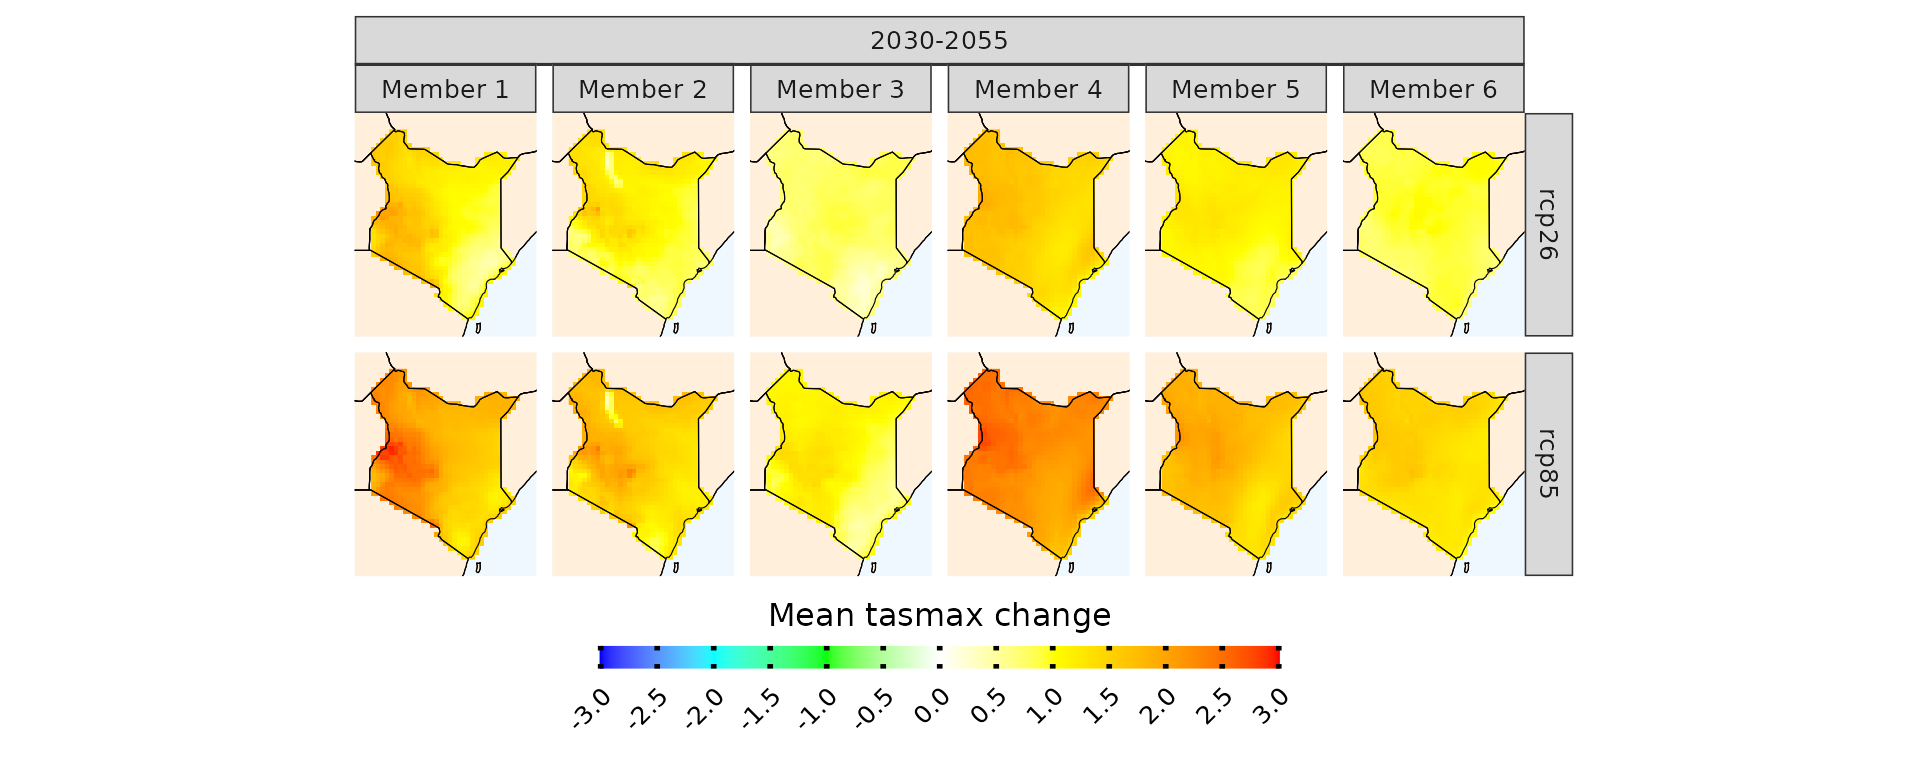 2030-2055
Member 1 Member 2 Member 3 Member 4 Member 5 Member 6
rcp26
rcp85
Mean tasmax change
-3.0 -2.5 -2.0 -1.5 -1.0 -0.5 0.0 0.5 1.0 1.5 2.0 2.5 3.0